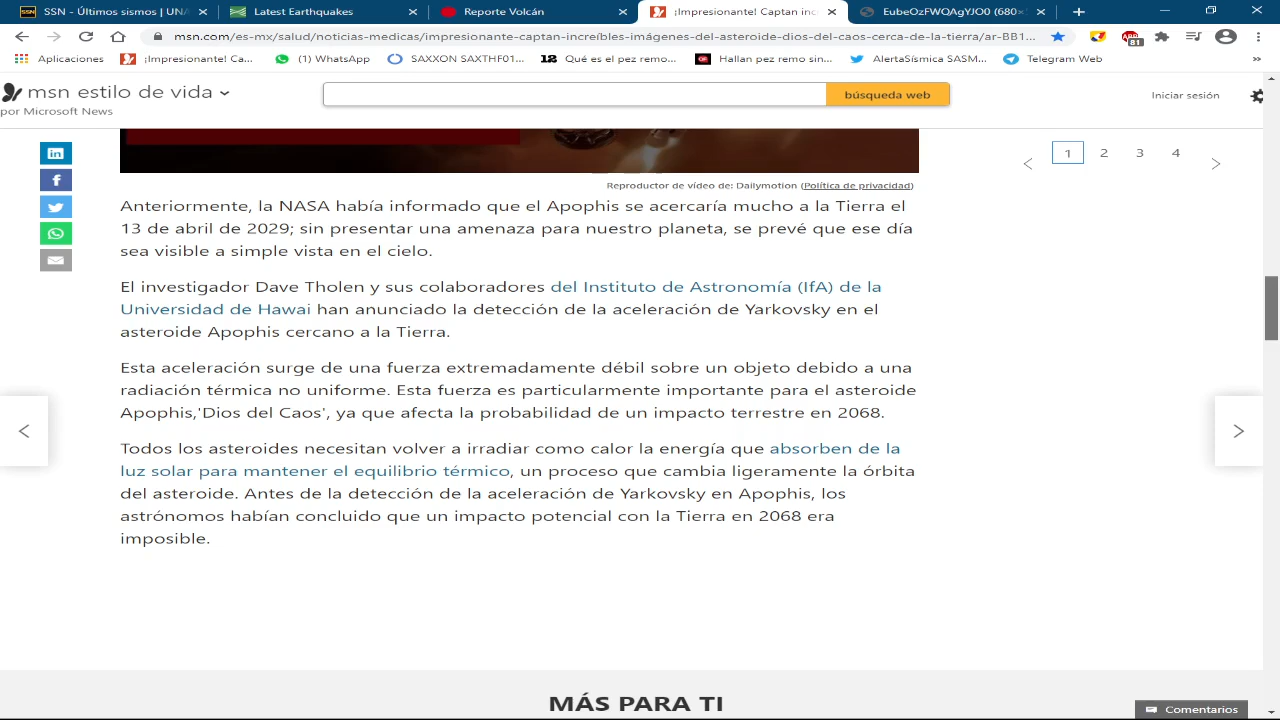 SSN - Últimos sismos | UNA
Latest Earthquakes
Reporte Volcán
¡Impresionante! Captan inc
EubeOzFWQAgYJO0 (680×
msn.com/es-mx/salud/noticias-medicas/impresionante-captan-increíbles-imágenes-del-asteroide-dios-del-caos-cerca-de-la-tierra/ar-BB1...
81
Aplicaciones
¡Impresionante! Ca...
(1) WhatsApp
SAXXON SAXTHF01...
12 Qué es el pez remo...
Hallan pez remo sin...
AlertaSísmica SASM...
Telegram Web
»
msn estilo de vida
por Microsoft News
búsqueda web
Iniciar sesión
1 2 3 4
Reproductor de vídeo de: Dailymotion (Política de privacidad)
Anteriormente, la NASA había informado que el Apophis se acercaría mucho a la Tierra el
13 de abril de 2029; sin presentar una amenaza para nuestro planeta, se prevé que ese día
sea visible a simple vista en el cielo.
El investigador Dave Tholen y sus colaboradores del Instituto de Astronomía (IfA) de la
Universidad de Hawai han anunciado la detección de la aceleración de Yarkovsky en el
asteroide Apophis cercano a la Tierra.
Esta aceleración surge de una fuerza extremadamente débil sobre un objeto debido a una
radiación térmica no uniforme. Esta fuerza es particularmente importante para el asteroide
Apophis,'Dios del Caos', ya que afecta la probabilidad de un impacto terrestre en 2068.
Todos los asteroides necesitan volver a irradiar como calor la energía que absorben de la
luz solar para mantener el equilibrio térmico, un proceso que cambia ligeramente la órbita
del asteroide. Antes de la detección de la aceleración de Yarkovsky en Apophis, los
astrónomos habían concluido que un impacto potencial con la Tierra en 2068 era
imposible.
MÁS PARA TI
Comentarios